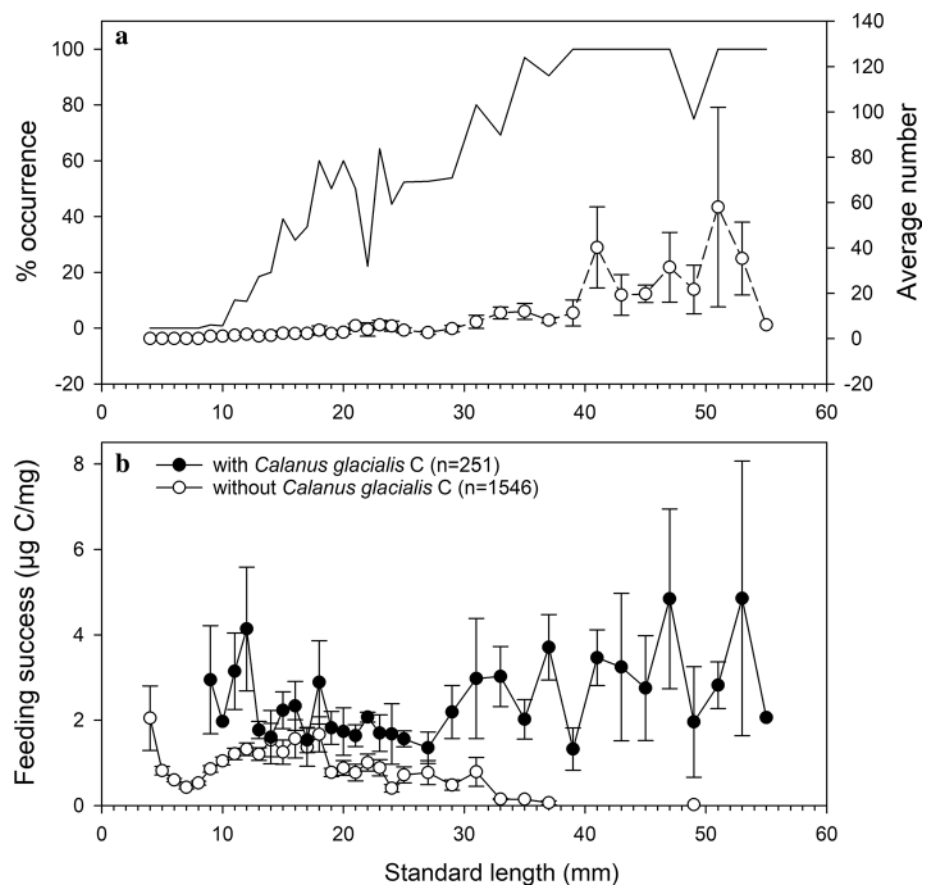 a
100
80
60
40
20
0
-20
% occurrence
140
120
100
80
60
40
20
0
-20
Average number
0 10 20 30 40 50 60
b
with Calanus glacialis C (n=251)
without Calanus glacialis C (n=1546)
8
6
4
2
0
Feeding success (µg C/mg)
0 10 20 30 40 50 60
Standard length (mm)